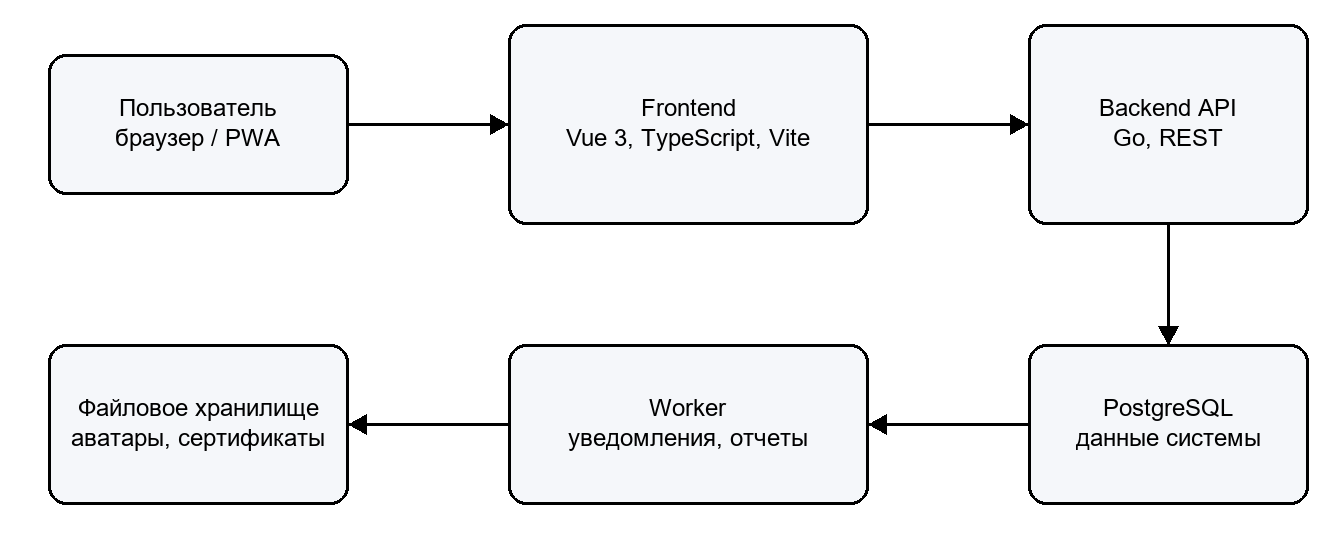 Пользователь
браузер / PWA
Frontend
Vue 3, TypeScript, Vite
Backend API
Go, REST
Файловое хранилище
аватары, сертификаты
Worker
уведомления, отчеты
PostgreSQL
данные системы